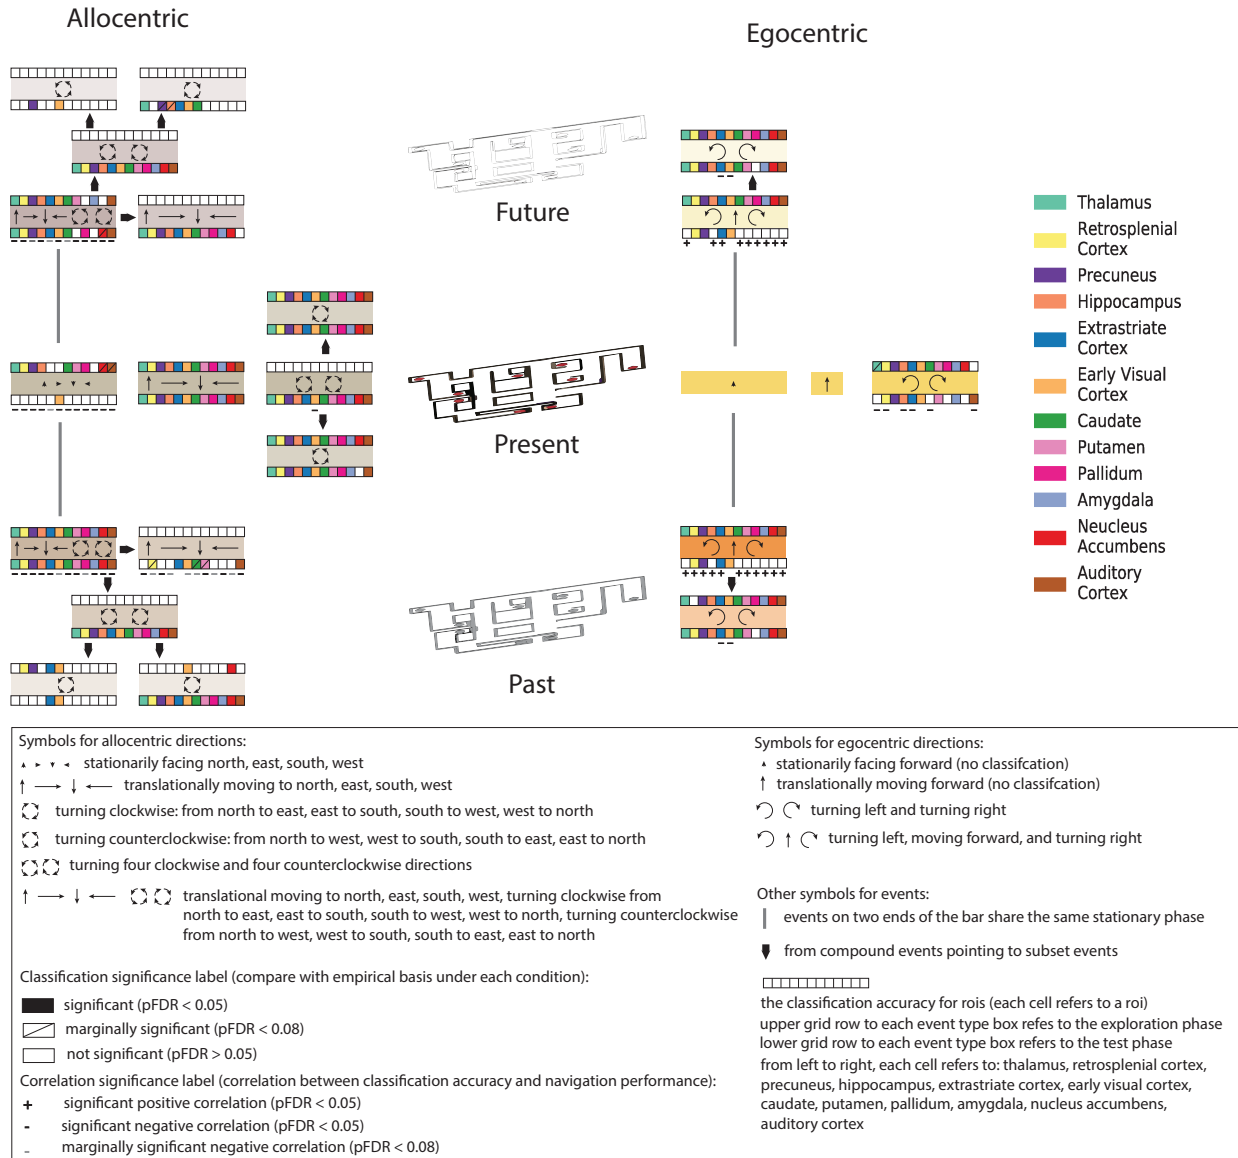 Allocentric
Egocentric
Future
Present
Past
Thalamus
Retrosplenial
Cortex
Precuneus
Hippocampus
Extrastriate
Cortex
Early Visual
Cortex
Caudate
Putamen
Pallidum
Amygdala
Neucleus
Accumbens
Auditory
Cortex
Symbols for allocentric directions:
stationarily facing north, east, south, west
translationally moving to north, east, south, west
turning clockwise: from north to east, east to south, south to west, west to north
turning counterclockwise: from north to west, west to south, south to east, east to north
turning four clockwise and four counterclockwise directions
translational moving to north, east, south, west, turning clockwise from
north to east, east to south, south to west, west to north, turning counterclockwise
from north to west, west to south, south to east, east to north
Classification significance label (compare with empirical basis under each condition):
significant (pFDR < 0.05)
marginally significant (pFDR < 0.08)
not significant (pFDR > 0.05)
Correlation significance label (correlation between classification accuracy and navigation performance):
+ significant positive correlation (pFDR < 0.05)
- significant negative correlation (pFDR < 0.05)
- marginally significant negative correlation (pFDR < 0.08)
Symbols for egocentric directions:
stationarily facing forward (no classifcation)
translationally moving forward (no classifcation)
turning left and turning right
turning left, moving forward, and turning right
Other symbols for events:
events on two ends of the bar share the same stationary phase
from compound events pointing to subset events
the classification accuracy for rois (each cell refers to a roi)
upper grid row to each event type box refes to the exploration phase
lower grid row to each event type box refers to the test phase
from left to right, each cell refers to: thalamus, retrosplenial cortex,
precuneus, hippocampus, extrastriate cortex, early visual cortex,
caudate, putamen, pallidum, amygdala, nucleus accumbens,
auditory cortex